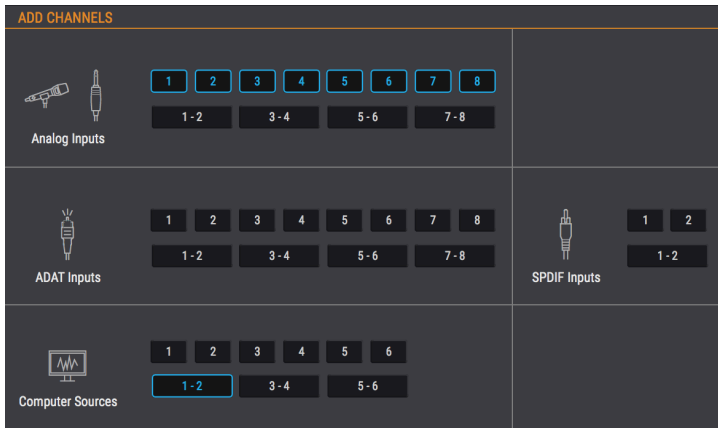 ADD CHANNELS
1 2 3 4 5 6 7 8
1 - 2 3 - 4 5 - 6 7 - 8
Analog Inputs
1 2 3 4 5 6 7 8
1 - 2 3 - 4 5 - 6 7 - 8
ADAT Inputs
1 2
1 - 2
SPDIF Inputs
1 2 3 4 5 6
1 - 2 3 - 4 5 - 6
Computer Sources